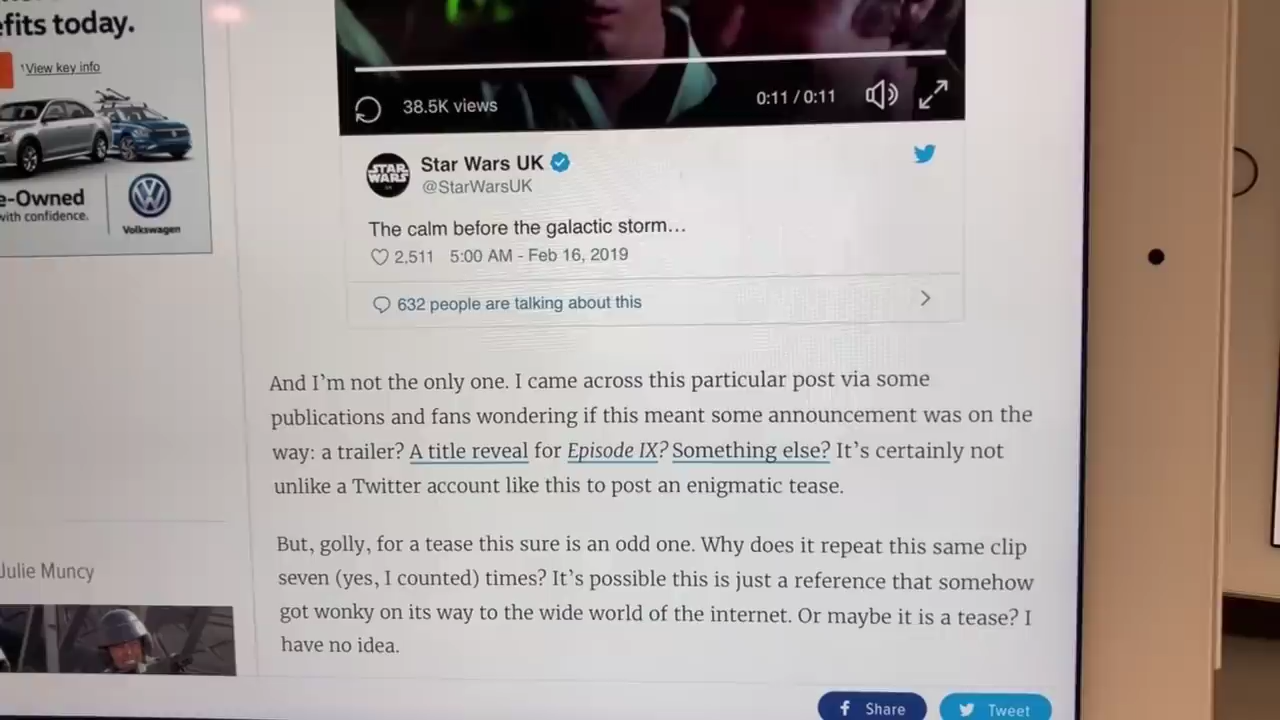 fits today.
¹View key info
e-Owned
with confidence.
Volkswagen
38.5K views
0:11 / 0:11
STAR WARS
Star Wars UK
@StarWarsUK
The calm before the galactic storm...
2,511 5:00 AM - Feb 16, 2019
632 people are talking about this
And I'm not the only one. I came across this particular post via some
publications and fans wondering if this meant some announcement was on the
way: a trailer? A title reveal for Episode IX? Something else? It's certainly not
unlike a Twitter account like this to post an enigmatic tease.
But, golly, for a tease this sure is an odd one. Why does it repeat this same clip
seven (yes, I counted) times? It's possible this is just a reference that somehow
got wonky on its way to the wide world of the internet. Or maybe it is a tease? I
have no idea.
Julie Muncy
Share
Tweet